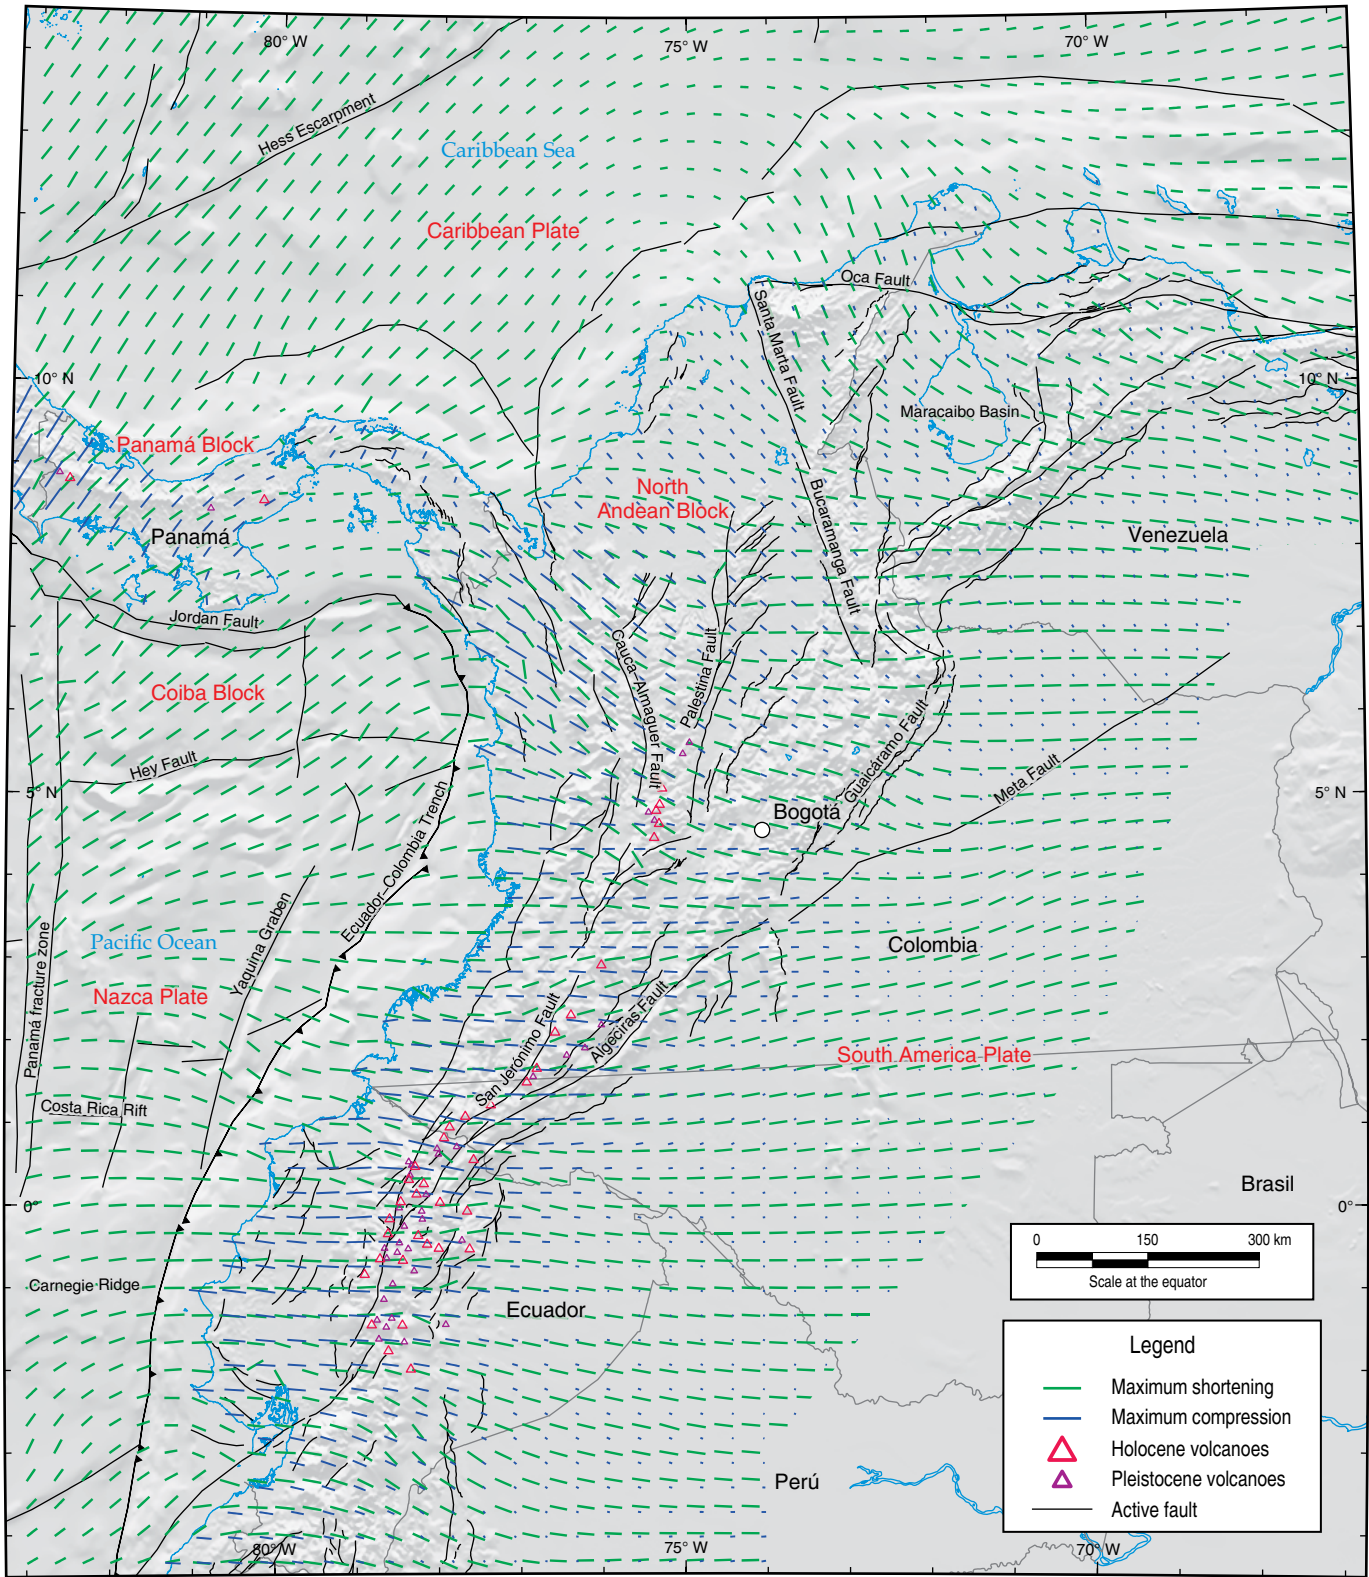 80° W
75° W
70° W
Hess Escarpment
Caribbean Sea
Caribbean Plate
Oca Fault
Santa Marta Fault
10° N
10° N
Maracaibo Basin
Panamá Block
North
Andean Block
Bucaramanga Fault
Panamá
Venezuela
Jordan Fault
Cauca–Almaguer Fault
Palestina Fault
Coiba Block
Guaicáramo Fault
Hey Fault
Meta Fault
5° N
5° N
Bogotá
Ecuador–Colombia Trench
Yaquina Graben
Pacific Ocean
Colombia
Panamá fracture zone
Nazca Plate
San Jerónimo Fault
Algeciras Fault
South America Plate
Costa Rica Rift
Brasil
0°
0°
0 150 300 km
Scale at the equator
Carnegie Ridge
Ecuador
Legend
Maximum shortening
Maximum compression
Holocene volcanoes
Pleistocene volcanoes
Active fault
Perú
80° W
75° W
70° W